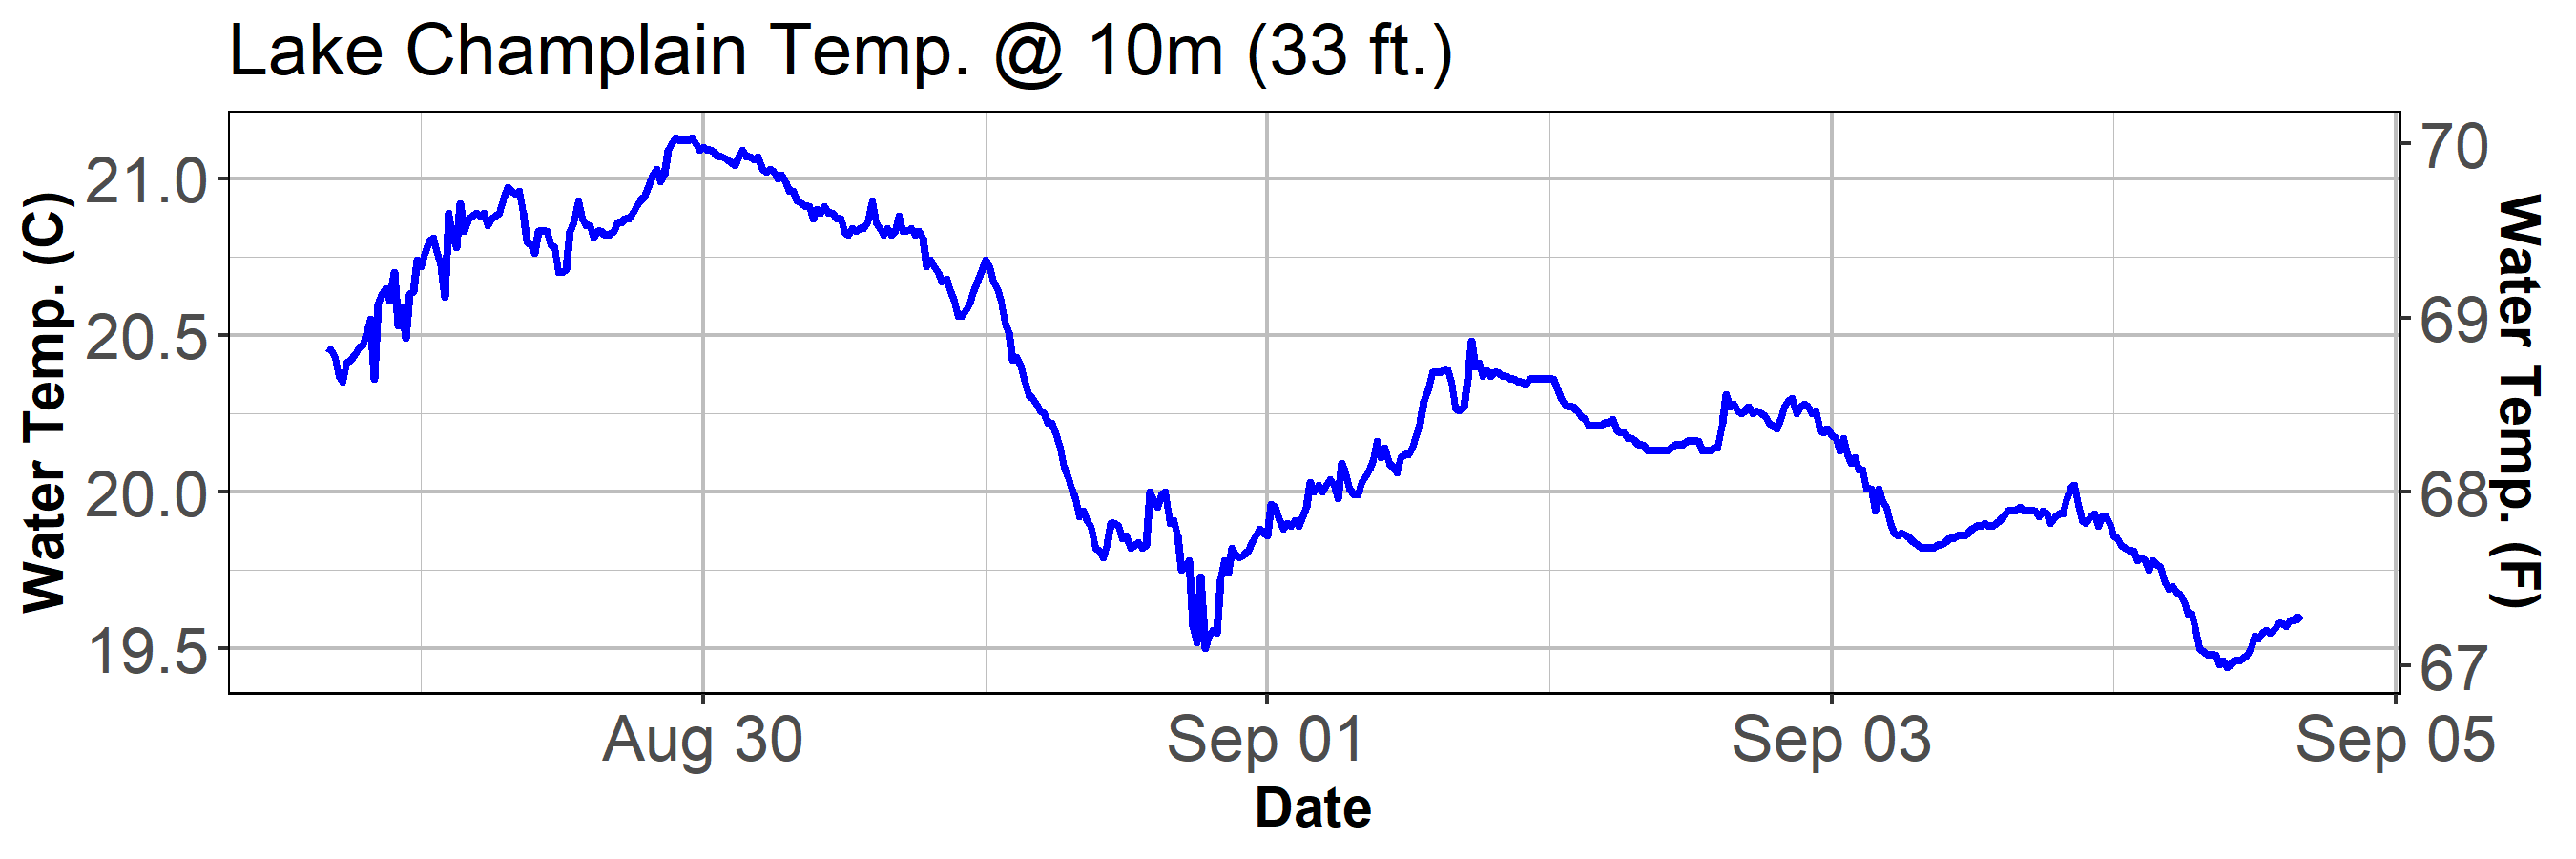 Lake Champlain Temp. @ 10m (33 ft.)
Water Temp. (C)
21.0
20.5
20.0
19.5
70
69
68
67
Water Temp. (F)
Aug 30
Sep 01
Sep 03
Sep 05
Date